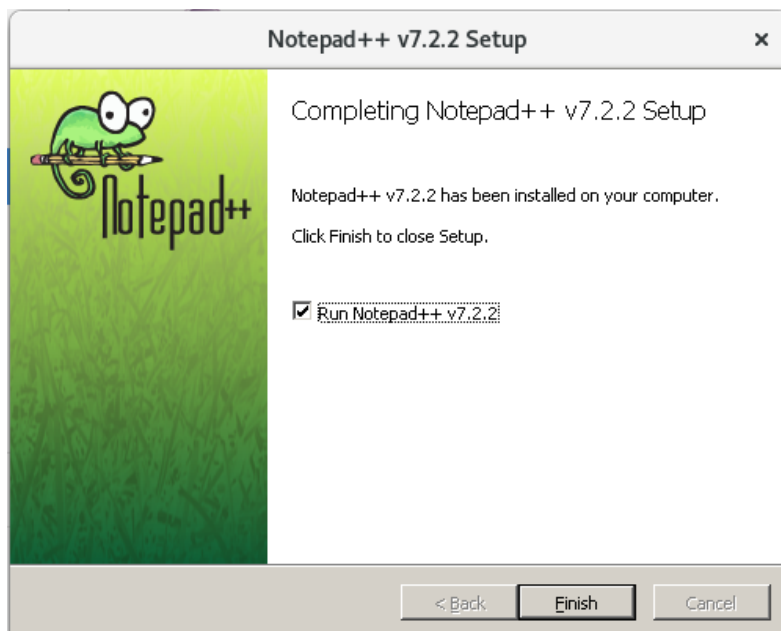 Notepad++ v7.2.2 Setup
Completing Notepad++ v7.2.2 Setup
Notepad++
Notepad++ v7.2.2 has been installed on your computer.
Click Finish to close Setup.
Run Notepad++ v7.2.2
< Back Finish Cancel